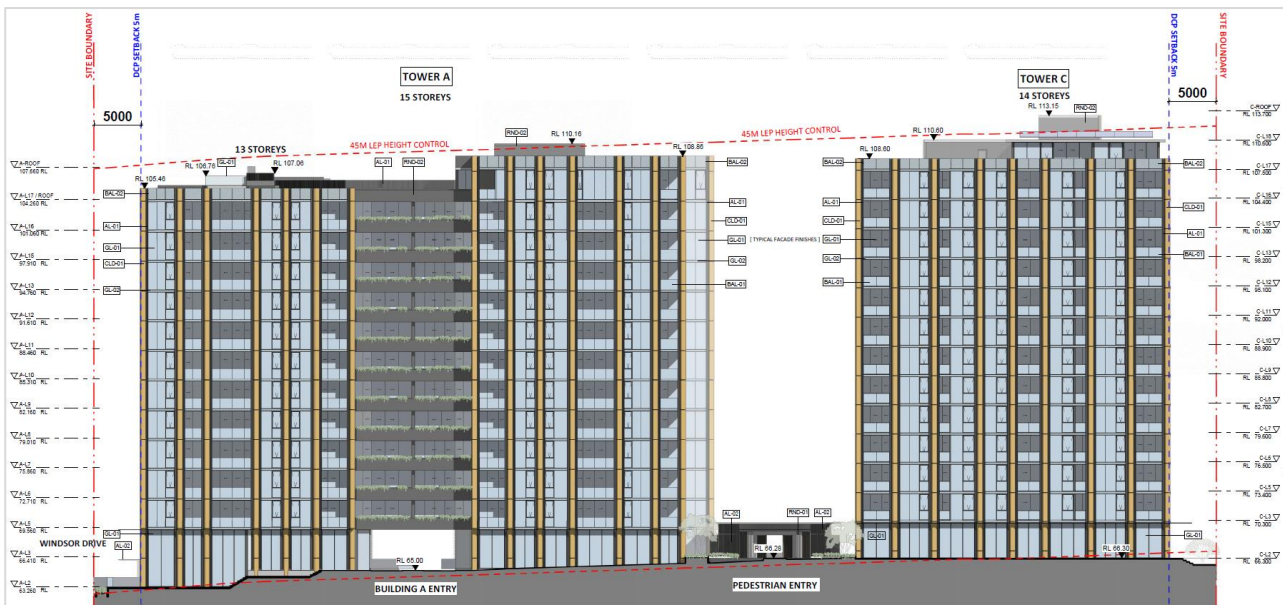 SITE BOUNDARY
DCP SETBACK 5m
5000
TOWER A
15 STOREYS
TOWER C
14 STOREYS
DCP SETBACK 5m
SITE BOUNDARY
5000
RL 113.15
RND-02
RND-02
RL 110.16
45M LEP HEIGHT CONTROL
RL 110.60
13 STOREYS
45M LEP HEIGHT CONTROL
GL-01
RL 106.76
RL 107.06
AL-01
RND-02
RL 108.86
RL 108.60
RL 105.46
A-ROOF
107.660 RL
A-L17 / ROOF
104.260 RL
A-L16
101.060 RL
97.910 RL
A-L13
94.760 RL
A-L12
91.610 RL
A-L11
88.460 RL
A-L10
85.310 RL
A-L9
82.160 RL
A-L8
79.010 RL
A-L7
75.860 RL
A-L6
72.710 RL
A-L5
69.560 RL
A-L3
66.410 RL
A-L2
63.260 RL
BAL-02
AL-01
GL-01
CLD-01
GL-02
GL-01
WINDSOR DRIVE
AL-02
BAL-02
AL-01
CLD-01
GL-01
GL-02
BAL-01
[ TYPICAL FACADE FINISHES ]
BAL-02
AL-01
CLD-01
GL-01
GL-02
BAL-01
BAL-02
CLD-01
AL-01
BAL-01
C-ROOF
RL 113.700
C-L18
RL 110.600
C-L17
RL 107.500
C-L16
RL 104.400
C-L15
RL 101.300
C-L13
RL 98.200
C-L12
RL 95.100
C-L11
RL 92.000
C-L10
RL 88.900
C-L9
RL 85.800
C-L8
RL 82.700
C-L7
RL 79.600
C-L6
RL 76.500
C-L5
RL 73.400
C-L3
RL 70.300
C-L2
RL 66.300
AL-02
RND-01
AL-02
GL-01
GL-01
RL 65.00
RL 66.28
RL 66.30
BUILDING A ENTRY
PEDESTRIAN ENTRY